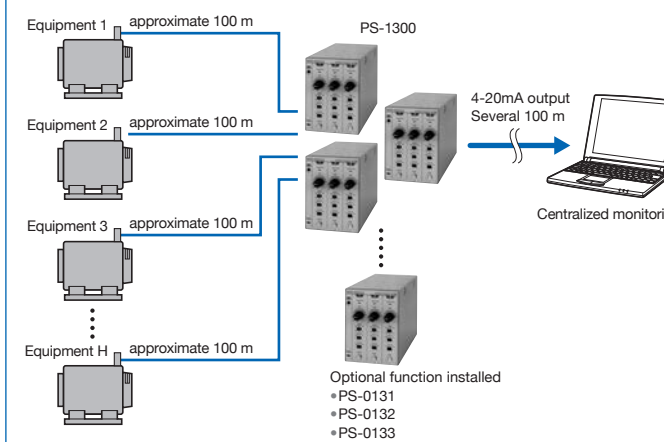 Equipment 1
approximate 100 m
PS-1300
Equipment 2
approximate 100 m
4-20mA output
Several 100 m
Equipment 3
approximate 100 m
Equipment H
approximate 100 m
Optional function installed
•PS-0131
•PS-0132
•PS-0133
Centralized monitori